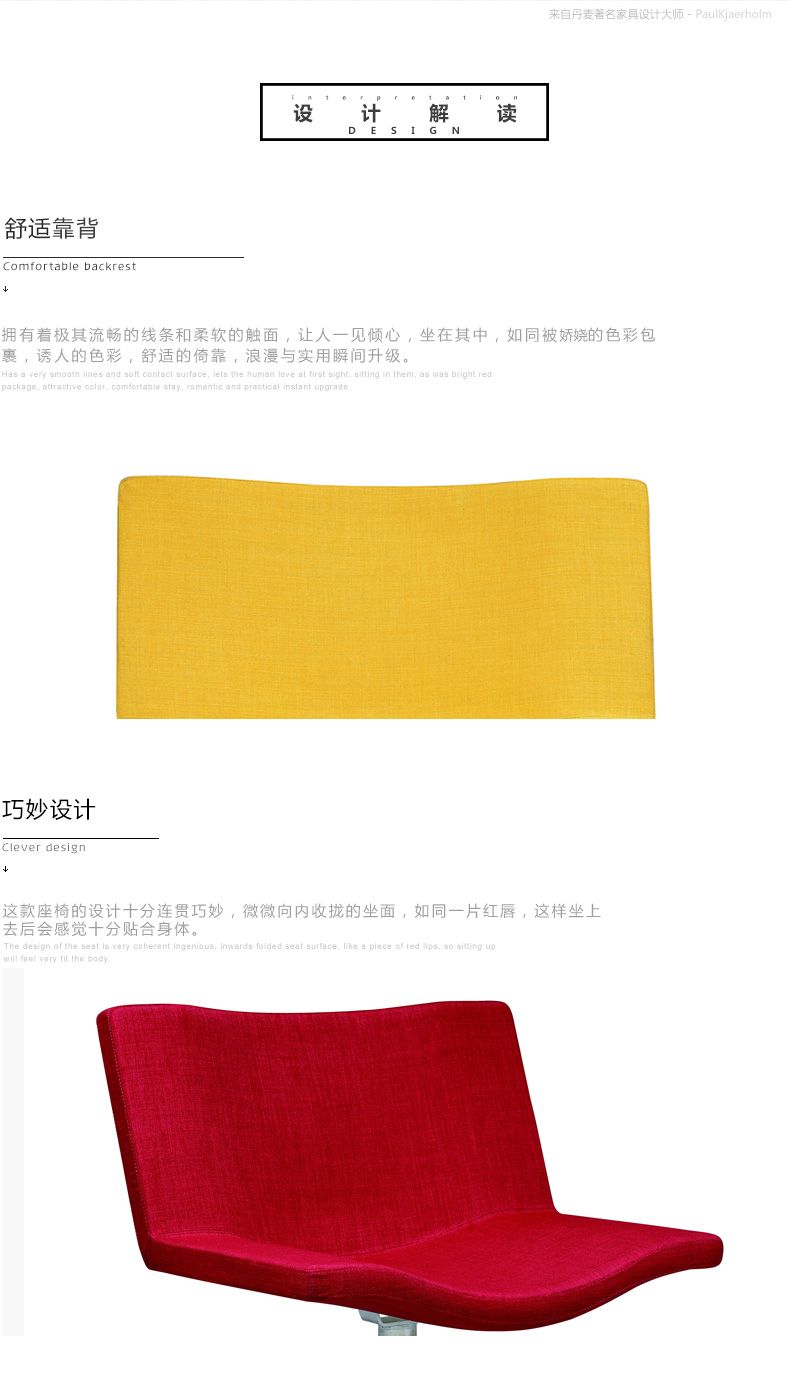 来自丹麦著名家具设计大师 - PaulKjaerholm
interpretation
设计解读
DESIGN
舒适靠背
Comfortable backrest
↓
拥有着极其流畅的线条和柔软的触面，让人一见倾心，坐在其中，如同被娇娆的色彩包
裹，诱人的色彩，舒适的倚靠，浪漫与实用瞬间升级。
Has a very smooth lines and soft contact surface, lets the human love at first sight, sitting in them, as was bright red
package, attractive color, comfortable stay, romantic and practical instant upgrade.
巧妙设计
Clever design
↓
这款座椅的设计十分连贯巧妙，微微向内收拢的坐面，如同一片红唇，这样坐上
去后会感觉十分贴合身体。
The design of the seat is very coherent ingenious, inwards folded seat surface, like a piece of red lips, so sitting up
will feel very fit the body.